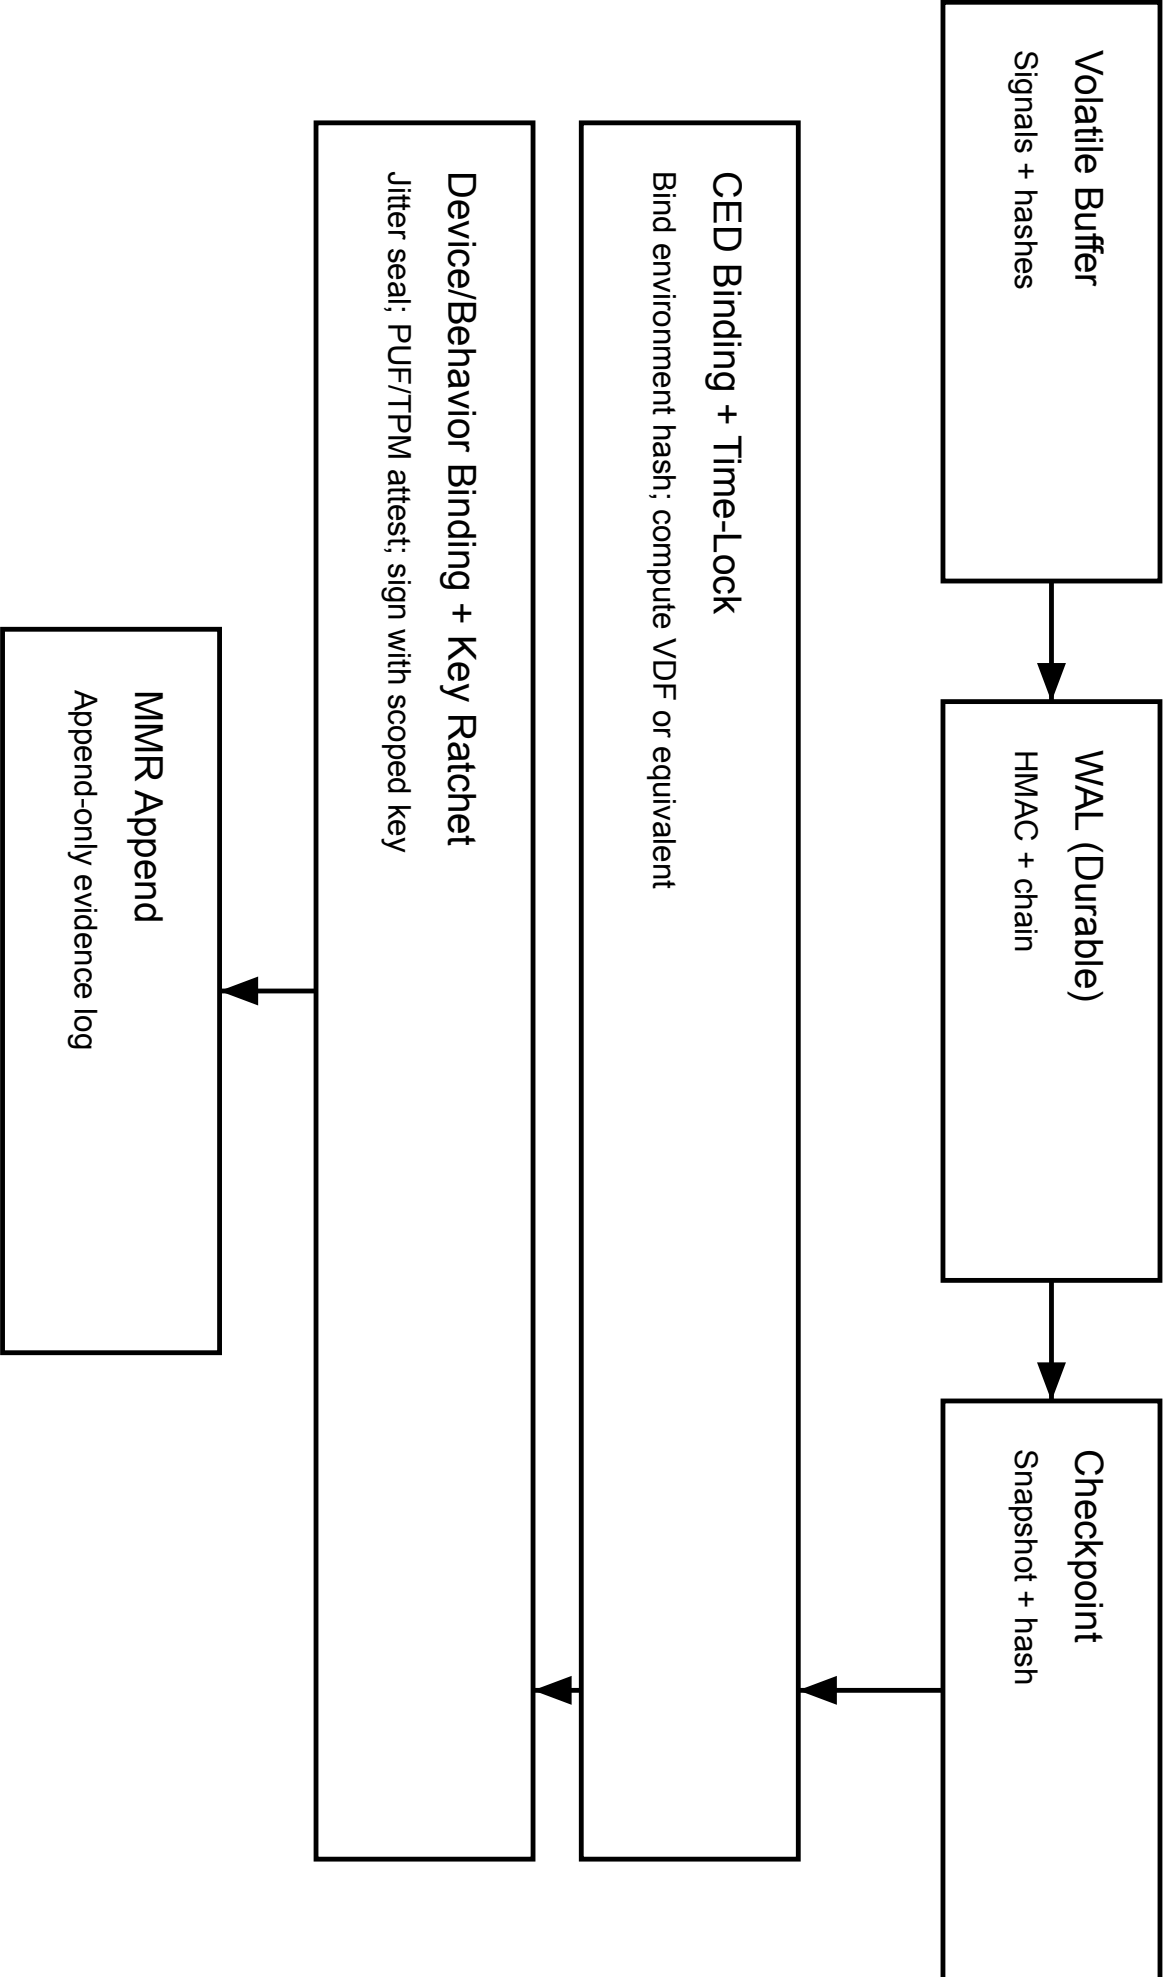 Volatile Buffer
Signals + hashes
WAL (Durable)
HMAC + chain
Checkpoint
Snapshot + hash
CED Binding + Time-Lock
Bind environment hash; compute VDF or equivalent
Device/Behavior Binding + Key Ratchet
Jitter seal; PUF/TPM attest; sign with scoped key
MMR Append
Append-only evidence log